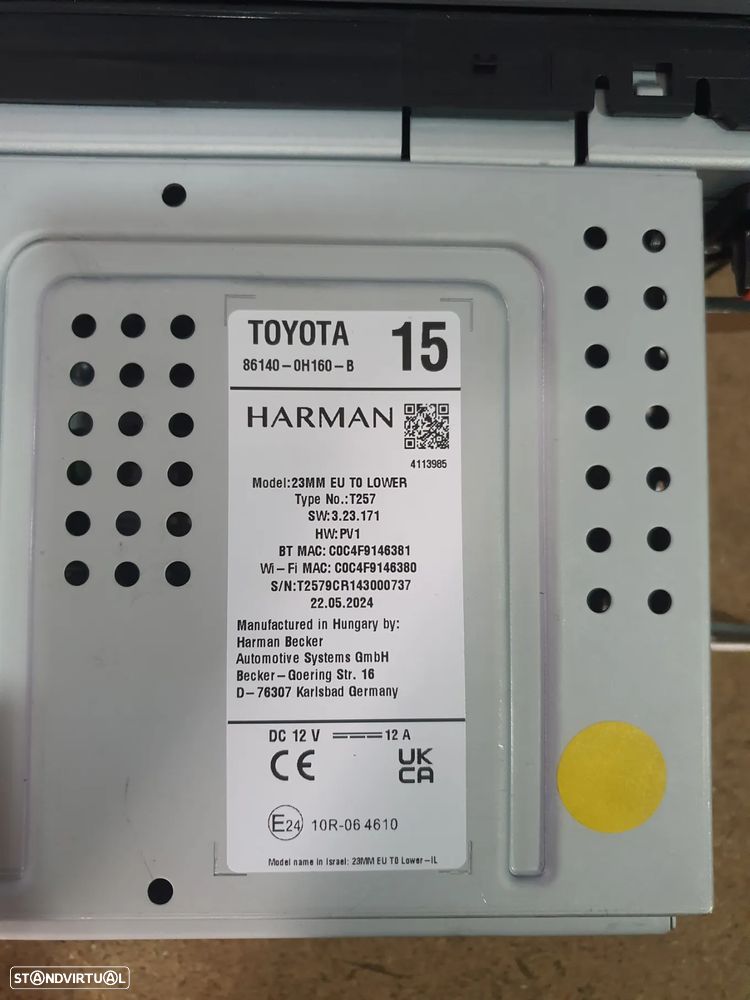 TOYOTA 15
86140-0H160-B
HARMAN
4113985
Model:23MM EU T0 LOWER
Type No.:T257
SW:3.23.171
HW:PV1
BT MAC: C0C4F9146381
Wi-Fi MAC: C0C4F9146380
S/N:T2579CR143000737
22.05.2024
Manufactured in Hungary by:
Harman Becker
Automotive Systems GmbH
Becker-Goering Str. 16
D-76307 Karlsbad Germany
DC 12 V 12 A
CE UK
CA
E24 10R-06 4610
Model name in Israel: 23MM EU T0 Lower-IL
STANDVIRTUAL